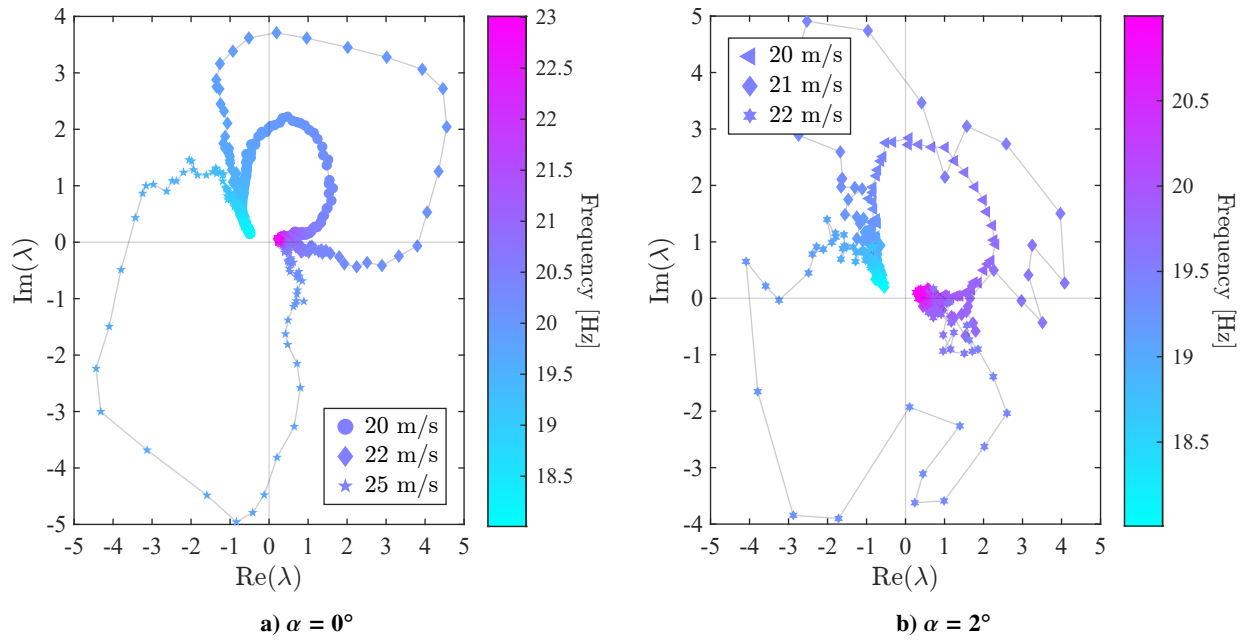 4
3
2
1
0
-1
-2
-3
-4
-5
Im(λ)
-5 -4 -3 -2 -1 0 1 2 3 4 5
Re(λ)
20 m/s
22 m/s
25 m/s
23
22.5
22
21.5
21
20.5
20
19.5
19
18.5
Frequency [Hz]
a) α = 0°
5
4
3
2
1
0
-1
-2
-3
-4
Im(λ)
-5 -4 -3 -2 -1 0 1 2 3 4 5
Re(λ)
20 m/s
21 m/s
22 m/s
20.5
20
19.5
19
18.5
Frequency [Hz]
b) α = 2°